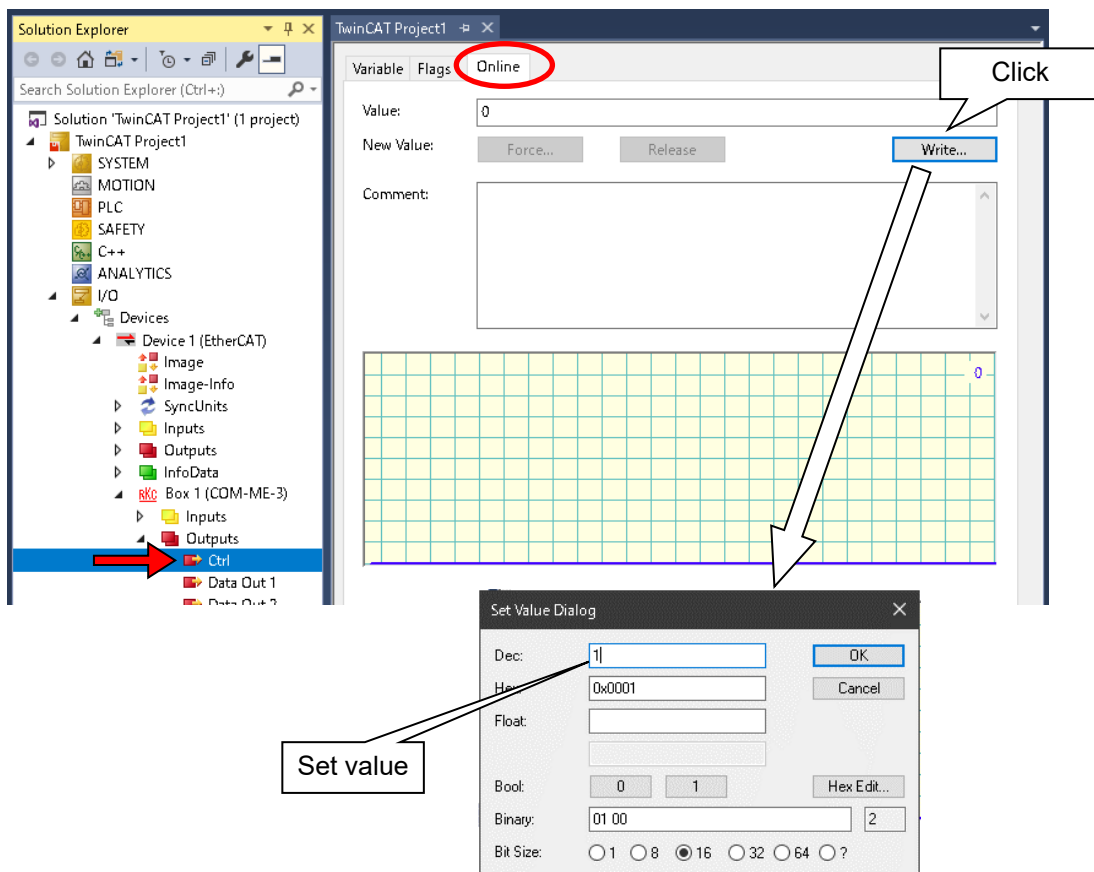 Solution Explorer
Search Solution Explorer (Ctrl+:)
Solution 'TwinCAT Project1' (1 project)
TwinCAT Project1
SYSTEM
MOTION
PLC
SAFETY
C++
ANALYTICS
I/O
Devices
Device 1 (EtherCAT)
Image
Image-Info
SyncUnits
Inputs
Outputs
InfoData
RKC Box 1 (COM-ME-3)
Inputs
Outputs
Ctrl
Data Out 1
Data Out 2
TwinCAT Project1
Variable Flags Online
Click
Value: 0
New Value: Force... Release Write...
Comment:
0
Set Value Dialog
Dec: 1 OK
0x0001 Cancel
Float:
Set value
Bool: 0 1 Hex Edit...
Binary: 01 00 2
Bit Size: 1 8 16 32 64 ?